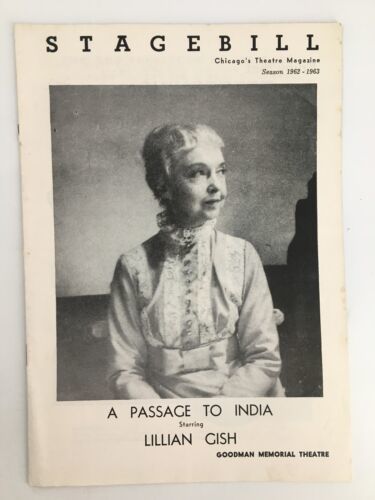 STAGEBILL
Chicago's Theatre Magazine
Season 1962 - 1963
A PASSAGE TO INDIA
Starring
LILLIAN GISH
GOODMAN MEMORIAL THEATRE